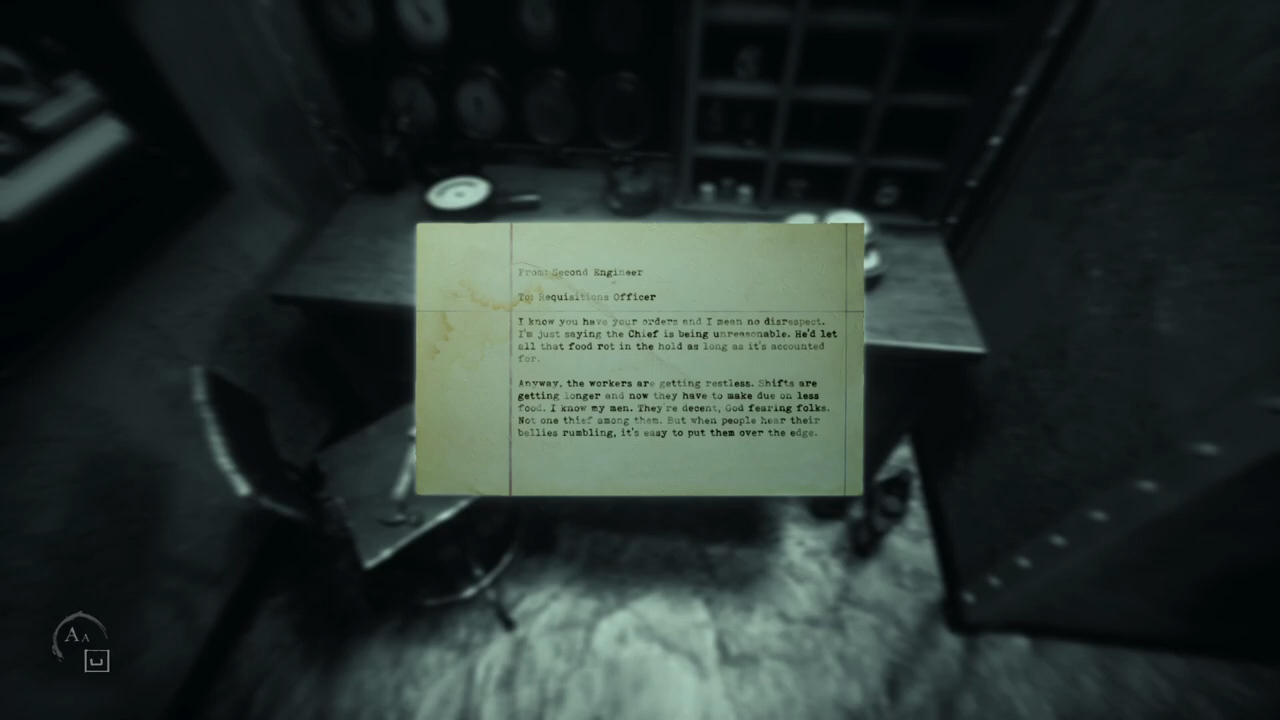 From: Second Engineer
To: Requisitions Officer
I know you have your orders and I mean no disrespect.
I'm just saying the Chief is being unreasonable. He'd let
all that food rot in the hold as long as it's accounted
for.
Anyway, the workers are getting restless. Shifts are
getting longer and now they have to make due on less
food. I know my men. They're decent, God fearing folks.
Not one thief among them. But when people hear their
bellies rumbling, it's easy to put them over the edge.
AA